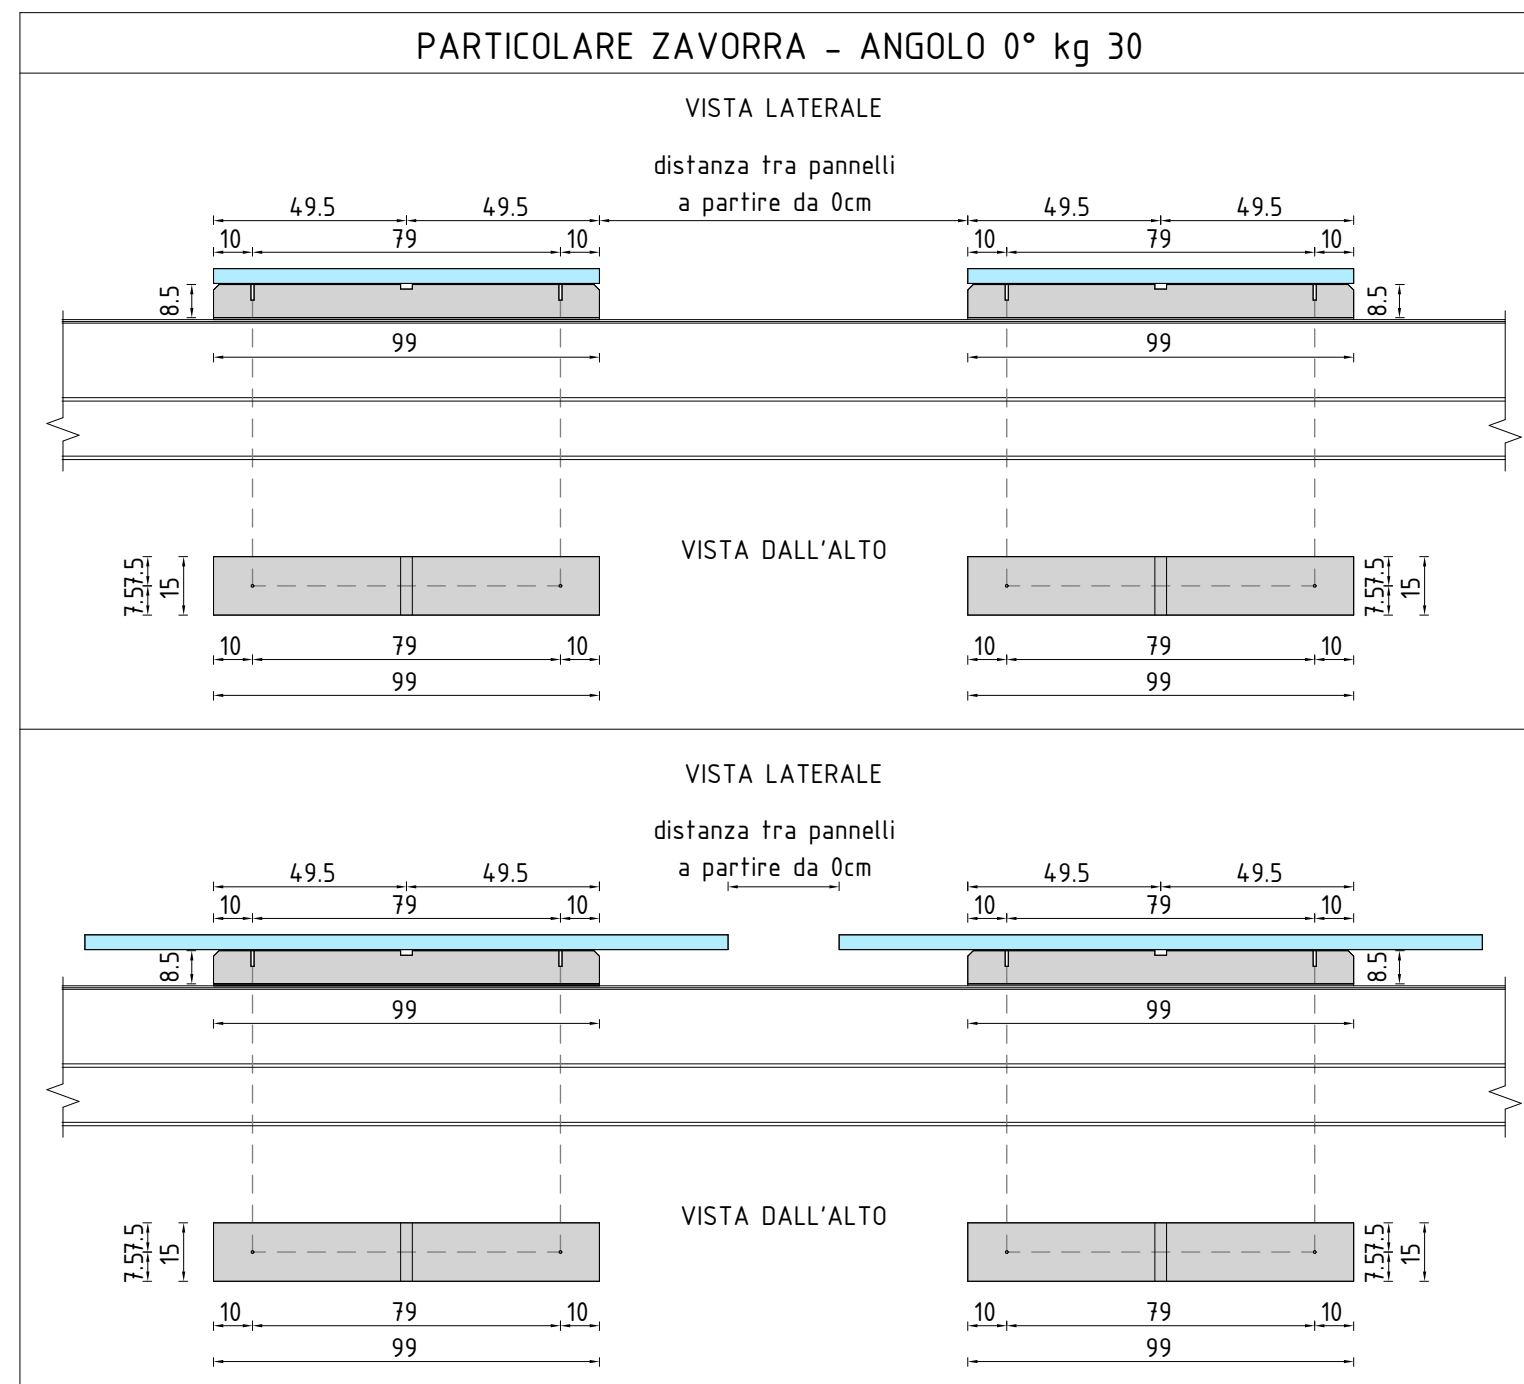 PARTICOLARE ZAVORRA - ANGOLO 0° kg 30
VISTA LATERALE
distanza tra pannelli
a partire da 0cm
49.5 49.5 49.5 49.5
10 79 10 10 79 10
8.5 8.5
99 99
VISTA DALL'ALTO
7.5 7.5 15 7.5 7.5 15
10 79 10 10 79 10
99 99
VISTA LATERALE
distanza tra pannelli
a partire da 0cm
49.5 49.5 49.5 49.5
10 79 10 10 79 10
8.5 8.5
99 99
VISTA DALL'ALTO
7.5 7.5 15 7.5 7.5 15
10 79 10 10 79 10
99 99